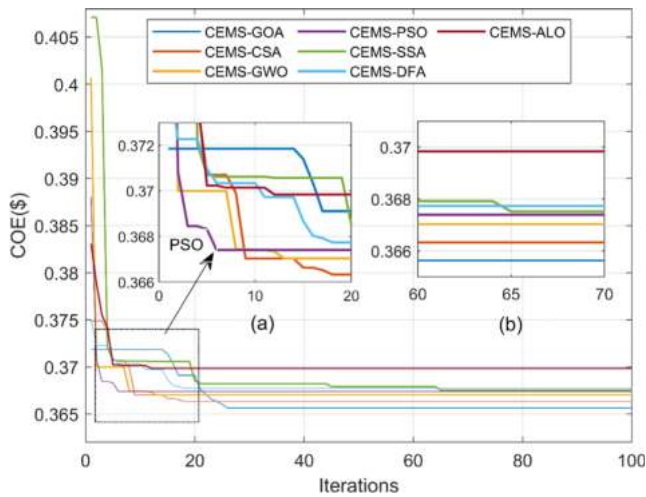 CEMS-GOA CEMS-PSO CEMS-ALO
CEMS-CSA CEMS-SSA
CEMS-GWO CEMS-DFA
COE($)
0.405
0.4
0.395
0.39
0.385
0.38
0.375
0.37
0.365
0.372
0.37
0.368
0.366
PSO
0 10 20
(a)
0.37
0.368
0.366
60 65 70
(b)
0 20 40 60 80 100
Iterations